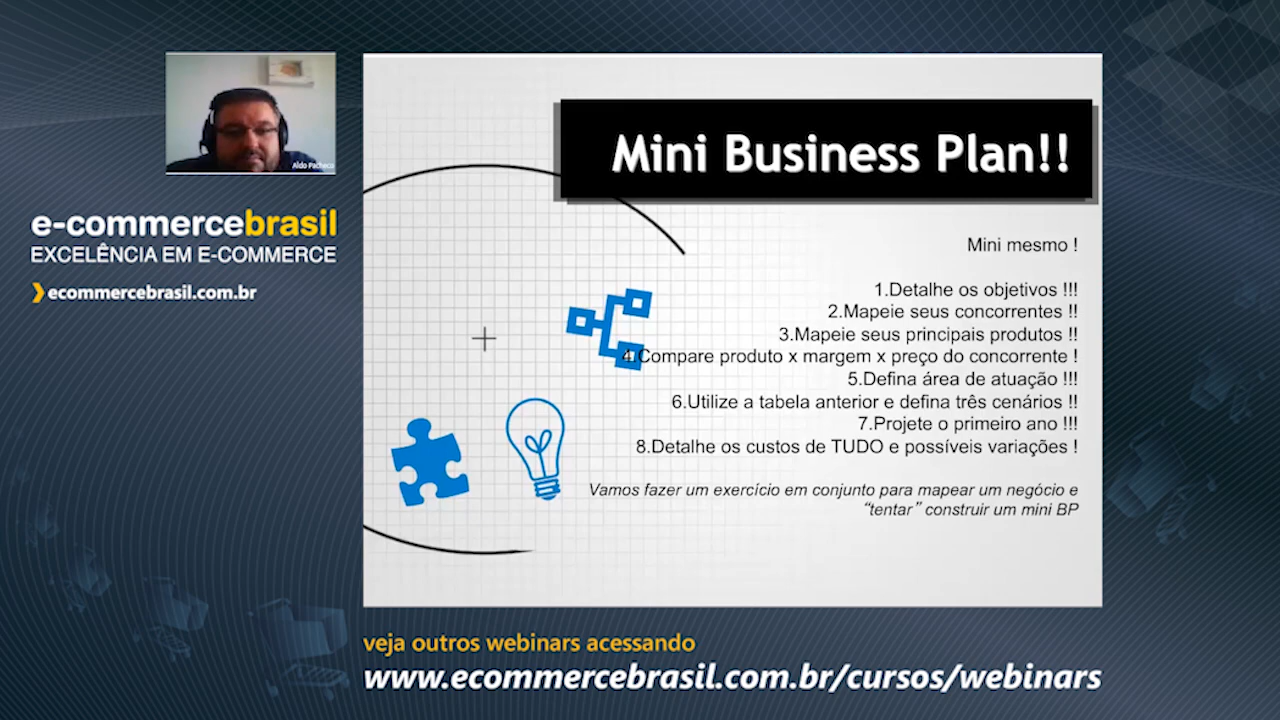 Aldo Pacheco
e-commercebrasil
EXCELÊNCIA EM E-COMMERCE
ecommercebrasil.com.br
Mini Business Plan!!
Mini mesmo !
1.Detalhe os objetivos !!!
2.Mapeie seus concorrentes !!
3.Mapeie seus principais produtos !!
4.Compare produto x margem x preço do concorrente !
5.Defina área de atuação !!!
6.Utilize a tabela anterior e defina três cenários !!
7.Projete o primeiro ano !!!
8.Detalhe os custos de TUDO e possíveis variações !
Vamos fazer um exercício em conjunto para mapear um negócio e
“tentar” construir um mini BP
veja outros webinars acessando
www.ecommercebrasil.com.br/cursos/webinars